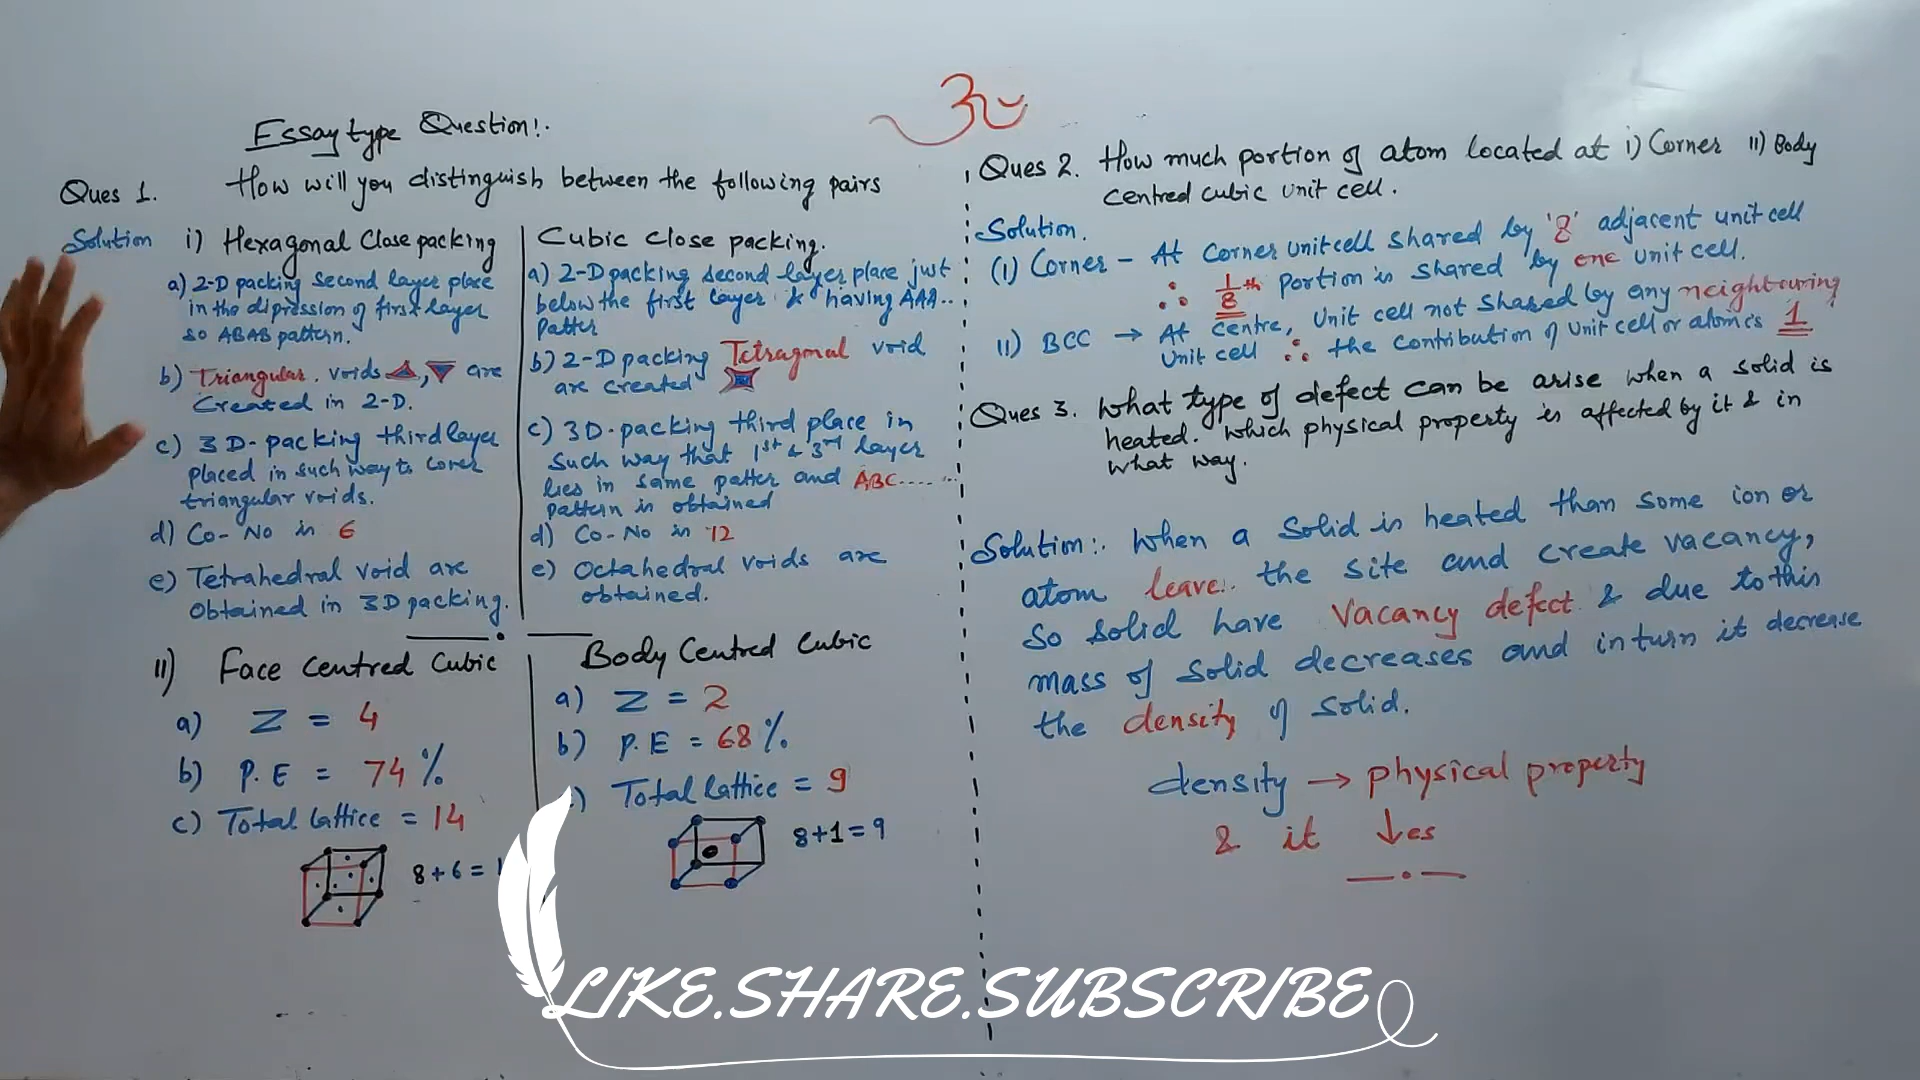 ॐ
Essay type Question:.
Ques 1. How will you distinguish between the following pairs
Solution i) Hexagonal Close packing
a) 2-D packing second layer place
in the dipression of first layer
so ABAB pattern.
b) Triangular. voids , are
Created in 2-D.
c) 3D-packing third layer
placed in such way to cover
triangular voids.
d) Co-No is 6
e) Tetrahedral void are
obtained in 3D packing.
Cubic close packing.
a) 2-D packing second layer place just
below the first layer & having AAA..
Patter
b) 2-D packing Tetragonal void
are created
c) 3D-packing third place in
Such way that 1st & 3rd layer
lies in same patter and ABC.....
pattern is obtained
d) Co-No is 12
e) Octahedral voids are
obtained.
II) Face Centred Cubic
a) Z = 4
b) P.E = 74%
c) Total lattice = 14
8+6=1
Body Centred Cubic
a) Z = 2
b) P.E = 68%
) Total lattice = 9
8+1=9
Ques 2. How much portion of atom located at i) Corner II) Body
Centred cubic unit cell.
Solution.
(I) Corner - At corner unit cell shared by '8' adjacent unit cell
∴ 1/8 th portion is shared by one unit cell.
II) BCC → At centre, Unit cell not shared by any neighbouring
Unit cell ∴ the contribution of unit cell or atom is 1
Ques 3. What type of defect can be arise when a solid is
heated. which physical property is affected by it & in
what way.
Solution:. When a Solid is heated than some ion or
atom leave. the site and create vacancy,
So solid have Vacancy defect & due to this
mass of Solid decreases and in turn it decrease
the density of Solid.
density → physical property
& it ↓es
LIKE.SHARE.SUBSCRIBE